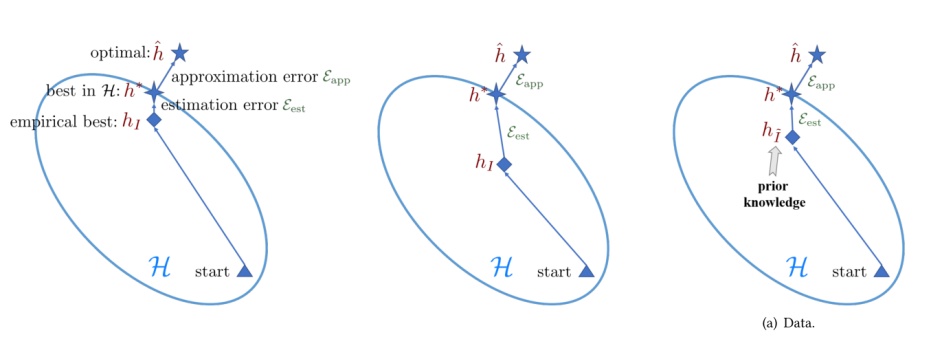 optimal: ĥ
approximation error ℰ_app
best in ℋ: h*
estimation error ℰ_est
empirical best: h_I
ℋ
start
ĥ
ℰ_app
h*
ℰ_est
h_I
ℋ
start
ĥ
ℰ_app
h*
ℰ_est
h_Ĩ
prior
knowledge
ℋ
start
(a) Data.